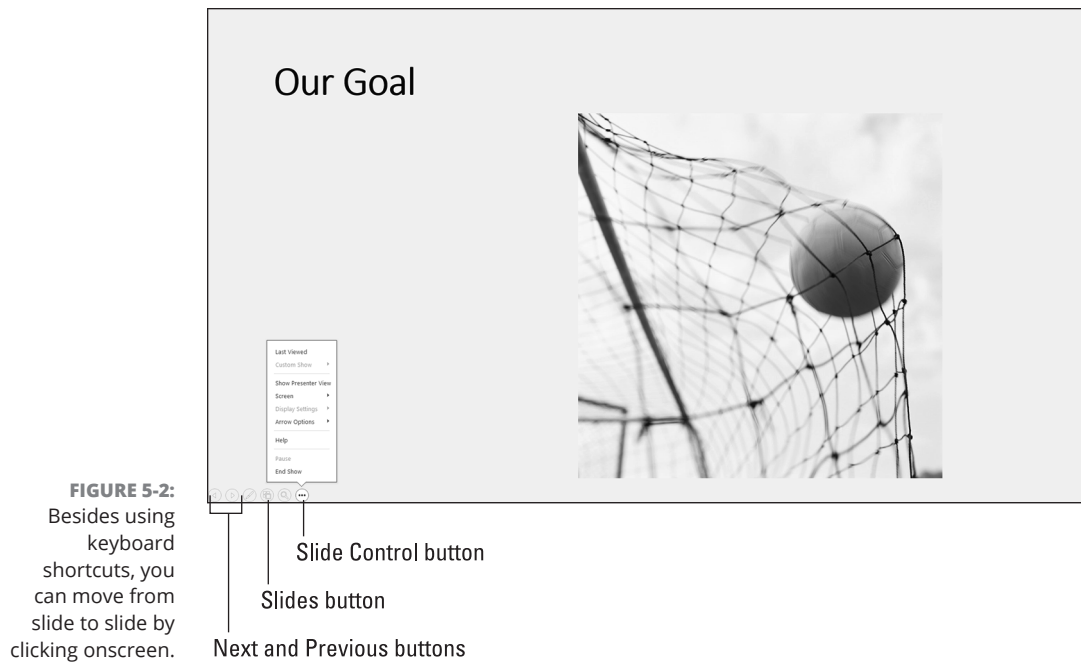 Our Goal
Last Viewed
Custom Show
Show Presenter View
Screen
Display Settings
Arrow Options
Help
Pause
End Show
FIGURE 5-2:
Besides using
keyboard
shortcuts, you
can move from
slide to slide by
clicking onscreen.
Slide Control button
Slides button
Next and Previous buttons